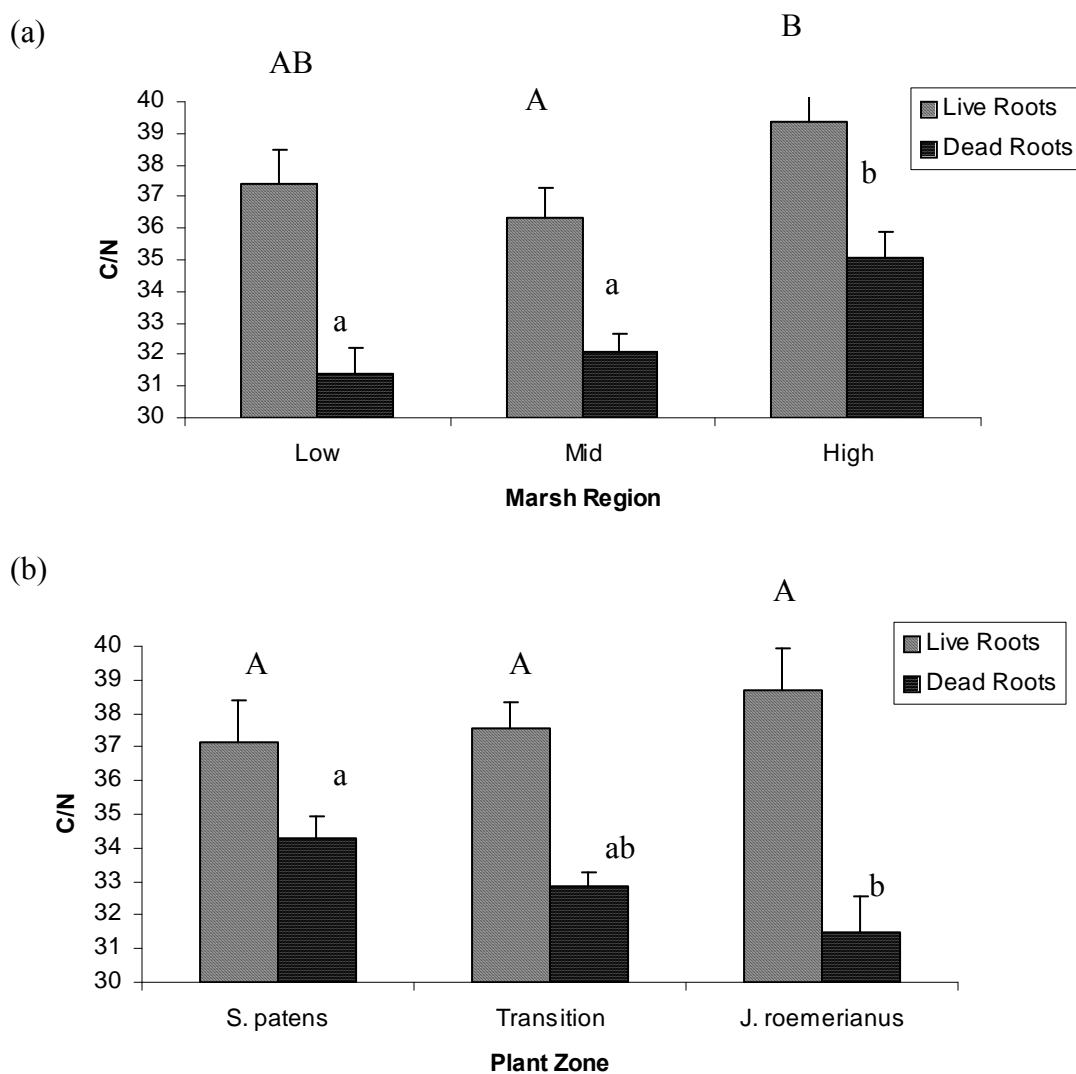 (a)
B
AB
A
40
39
38
37
36
35
34
33
32
31
30
C/N
a
a
b
Live Roots
Dead Roots
Low Mid High
Marsh Region
(b)
A
A
A
40
39
38
37
36
35
34
33
32
31
30
C/N
a
ab
b
Live Roots
Dead Roots
S. patens Transition J. roemerianus
Plant Zone